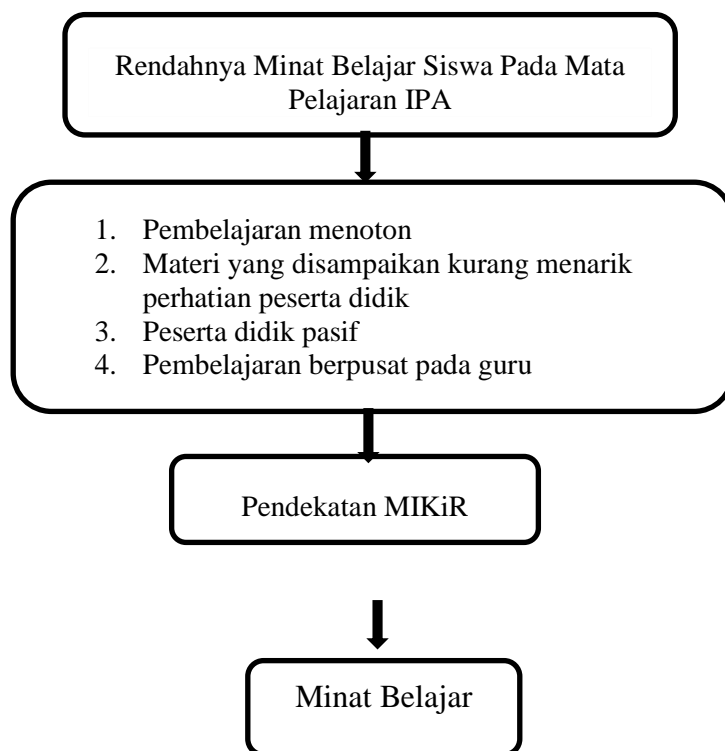 Rendahnya Minat Belajar Siswa Pada Mata
Pelajaran IPA
1. Pembelajaran menoton
2. Materi yang disampaikan kurang menarik
perhatian peserta didik
3. Peserta didik pasif
4. Pembelajaran berpusat pada guru
Pendekatan MIKiR
Minat Belajar